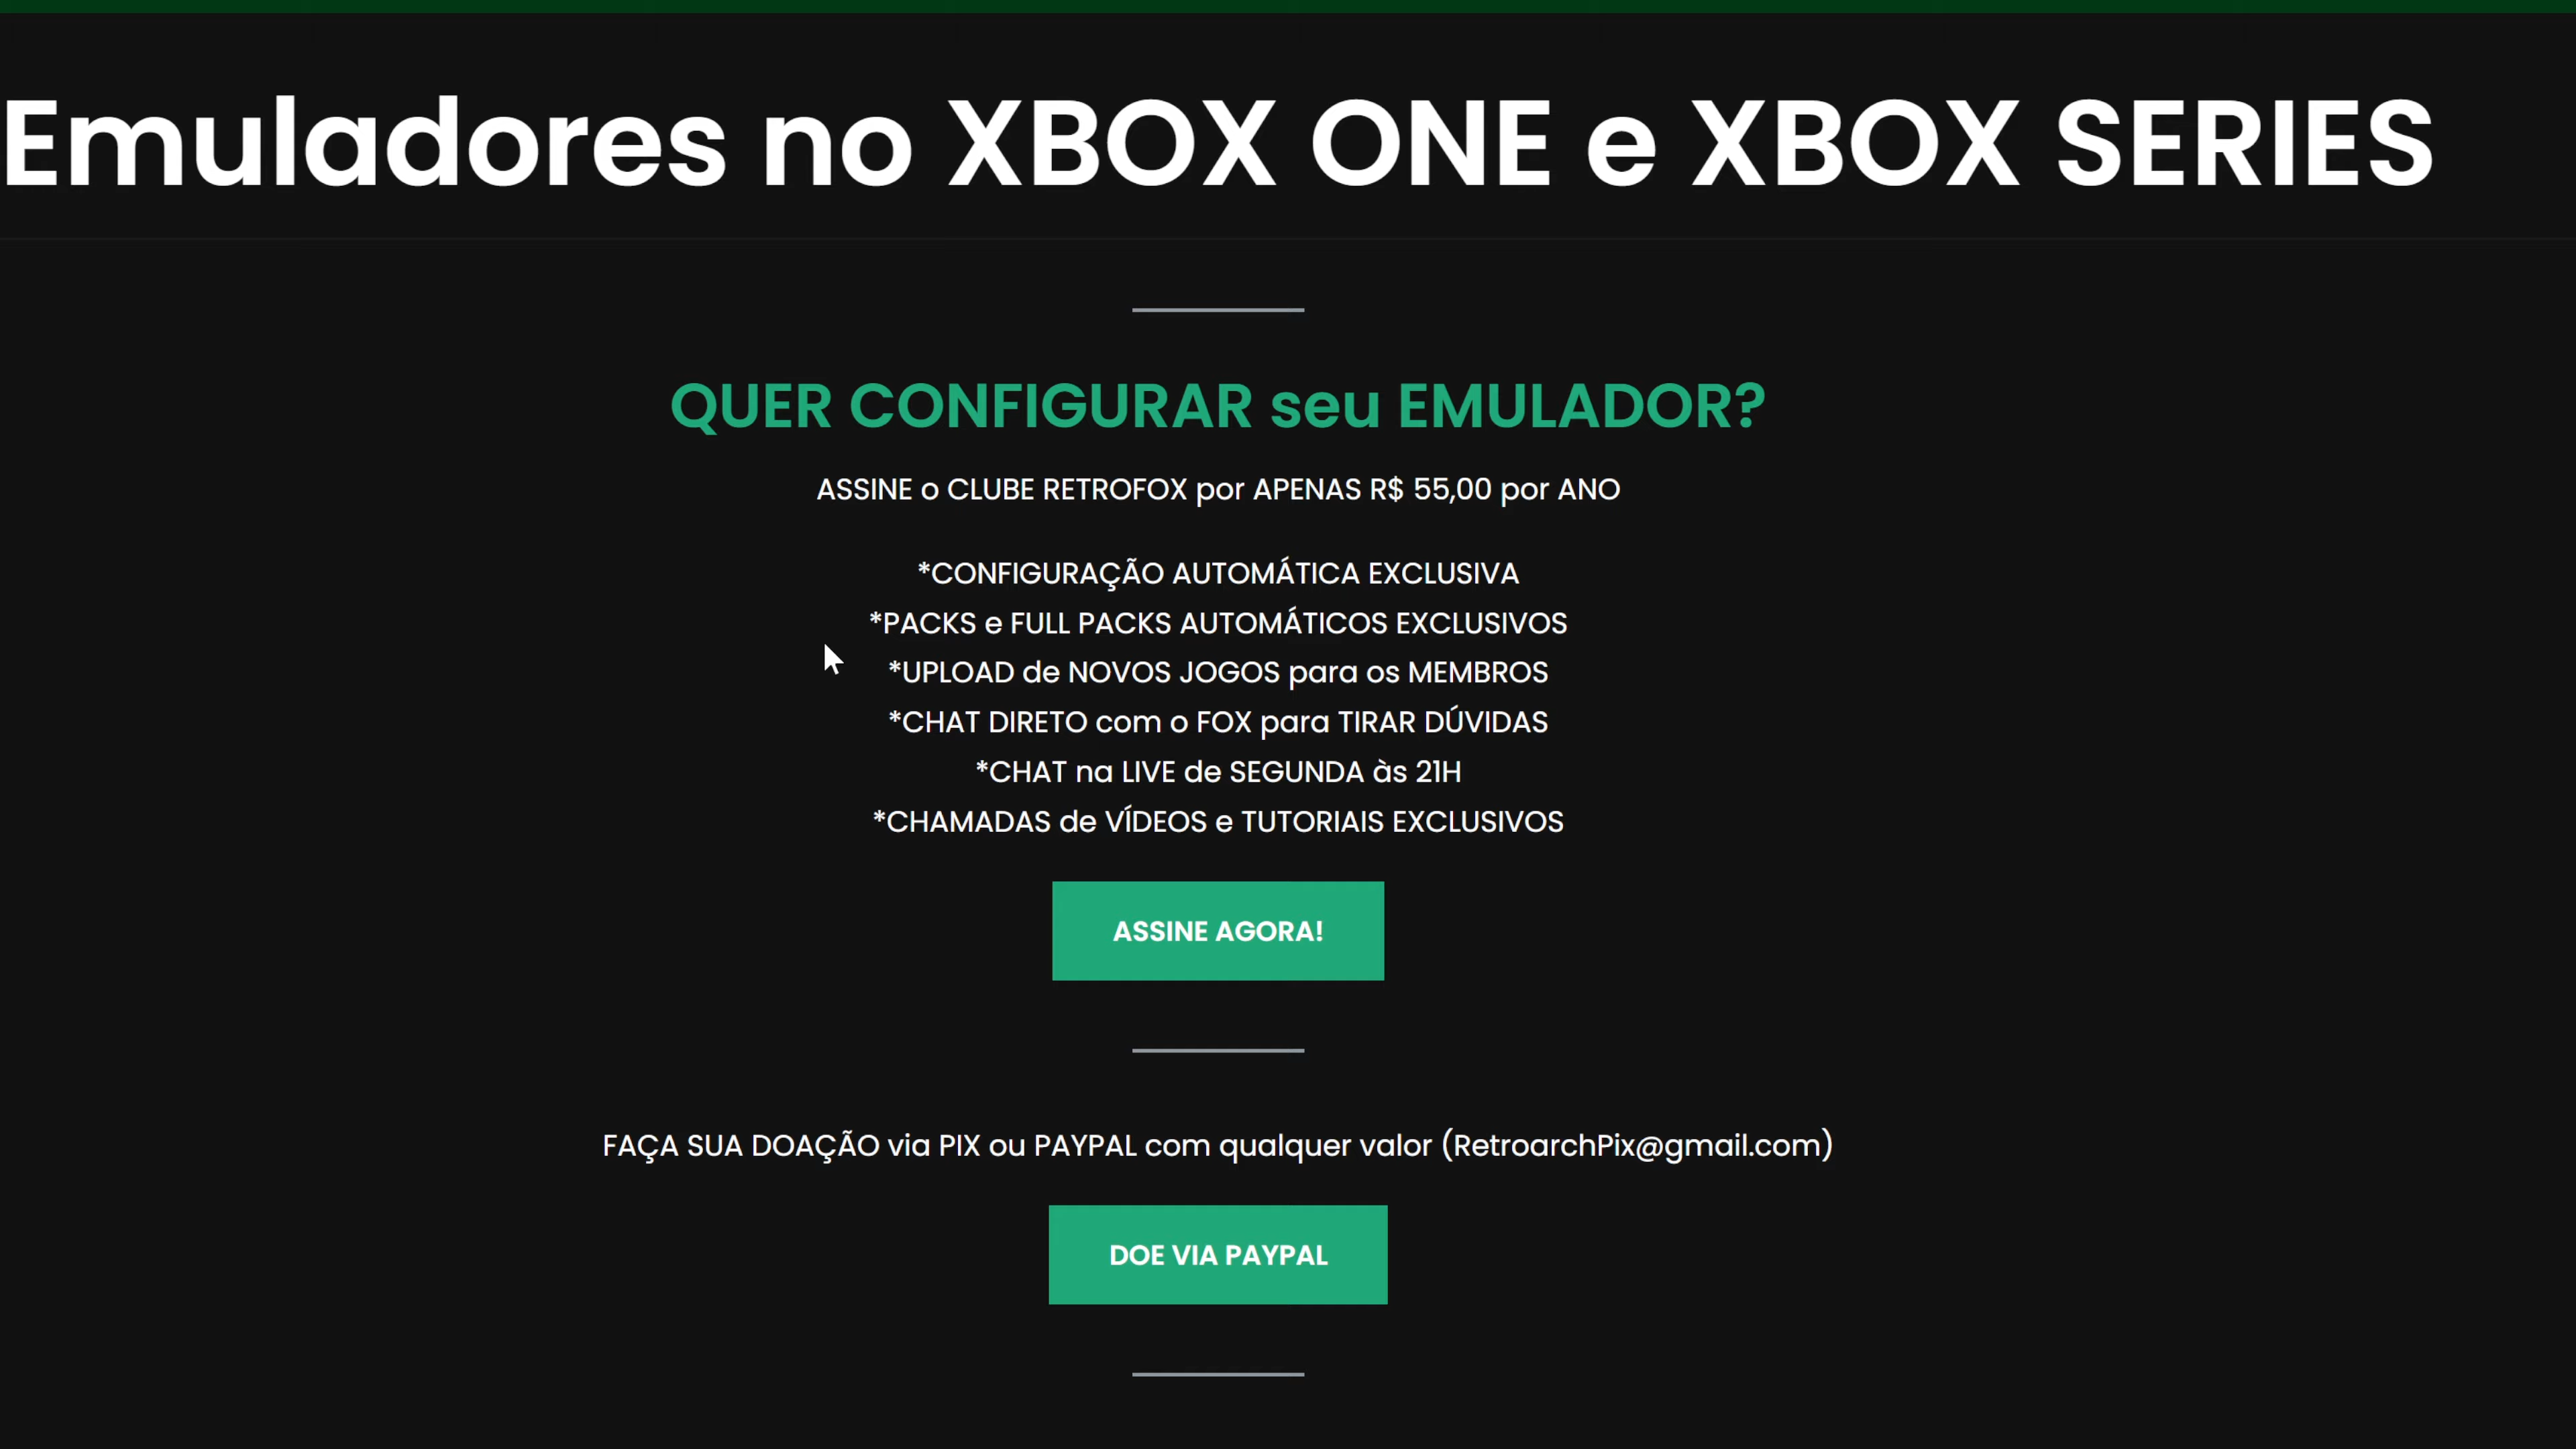 Emuladores no XBOX ONE e XBOX SERIES
QUER CONFIGURAR seu EMULADOR?
ASSINE o CLUBE RETROFOX por APENAS R$ 55,00 por ANO
*CONFIGURAÇÃO AUTOMÁTICA EXCLUSIVA
*PACKS e FULL PACKS AUTOMÁTICOS EXCLUSIVOS
*UPLOAD de NOVOS JOGOS para os MEMBROS
*CHAT DIRETO com o FOX para TIRAR DÚVIDAS
*CHAT na LIVE de SEGUNDA às 21H
*CHAMADAS de VÍDEOS e TUTORIAIS EXCLUSIVOS
ASSINE AGORA!
FAÇA SUA DOAÇÃO via PIX ou PAYPAL com qualquer valor (RetroarchPix@gmail.com)
DOE VIA PAYPAL